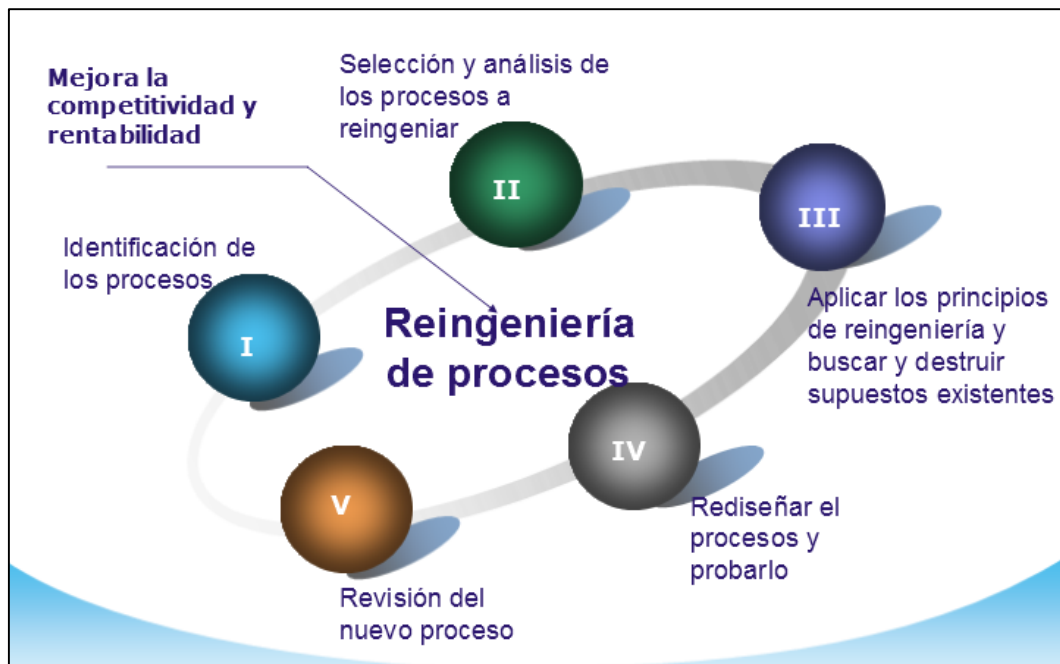 Mejora la
competitividad y
rentabilidad
Selección y análisis de
los procesos a
reingeniar
II
III
Identificación de
los procesos
I
Reingeniería
de procesos
Aplicar los principios
de reingeniería y
buscar y destruir
supuestos existentes
IV
V
Rediseñar el
procesos y
probarlo
Revisión del
nuevo proceso